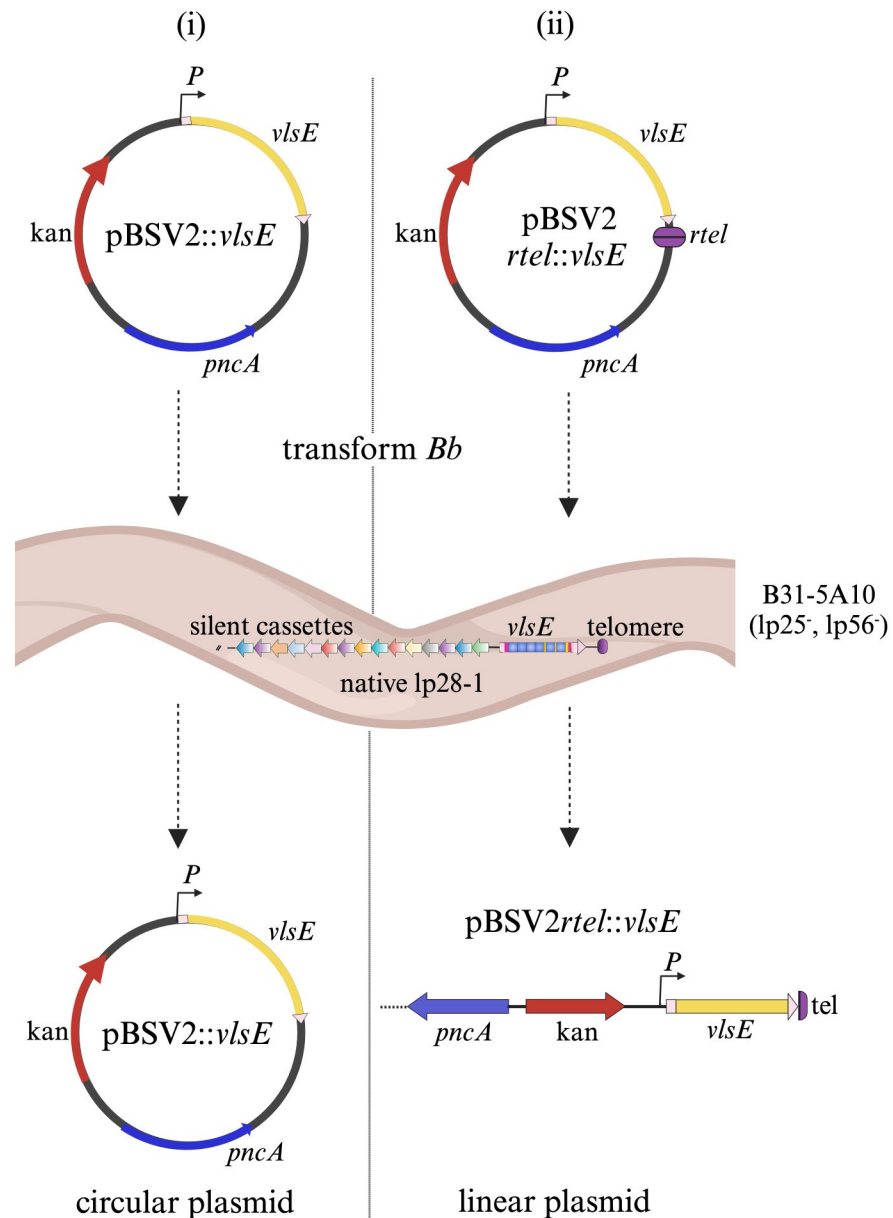 (i)
(ii)
P
vlsE
kan
pBSV2::vlsE
pncA
P
vlsE
kan
pBSV2
rtel::vlsE
rtel
pncA
transform Bb
silent cassettes
vlsE
telomere
native lp28-1
B31-5A10
(lp25-, lp56-)
P
vlsE
kan
pBSV2::vlsE
pncA
circular plasmid
pBSV2rtel::vlsE
P
tel
pncA
kan
vlsE
linear plasmid